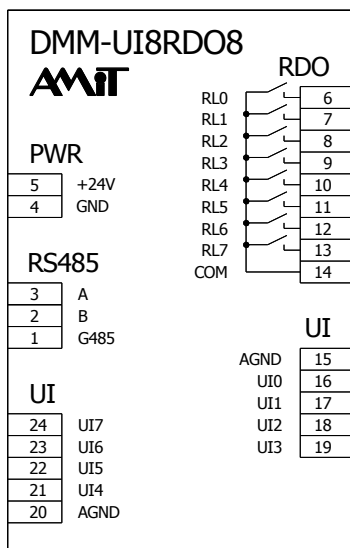 DMM-UI8RDO8
AMiT
RDO
RL0 6
RL1 7
RL2 8
RL3 9
RL4 10
RL5 11
RL6 12
RL7 13
COM 14
PWR
5 +24V
4 GND
RS485
3 A
2 B
1 G485
UI
AGND 15
UI0 16
UI1 17
UI2 18
UI3 19
UI
24 UI7
23 UI6
22 UI5
21 UI4
20 AGND